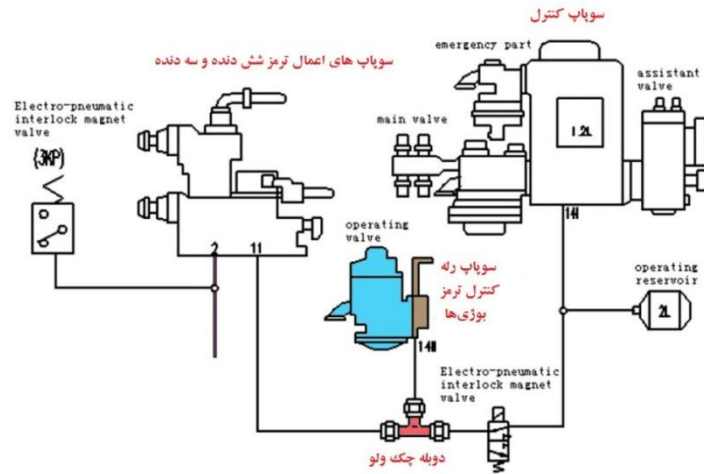 سوپاپ کنترل
emergency part
سوپاپ های اعمال ترمز شش دنده و سه دنده
assistant
valve
Electro-pneumatic
interlock magnet
valve
main valve
1.2L
(3KP)
14H
operating
valve
سوپاپ رله
کنترل ترمز
بوژی‌ها
2 11
operating
reservoir
2L
14H
Electro-pneumatic
interlock magnet
valve
دوبله چک ولو